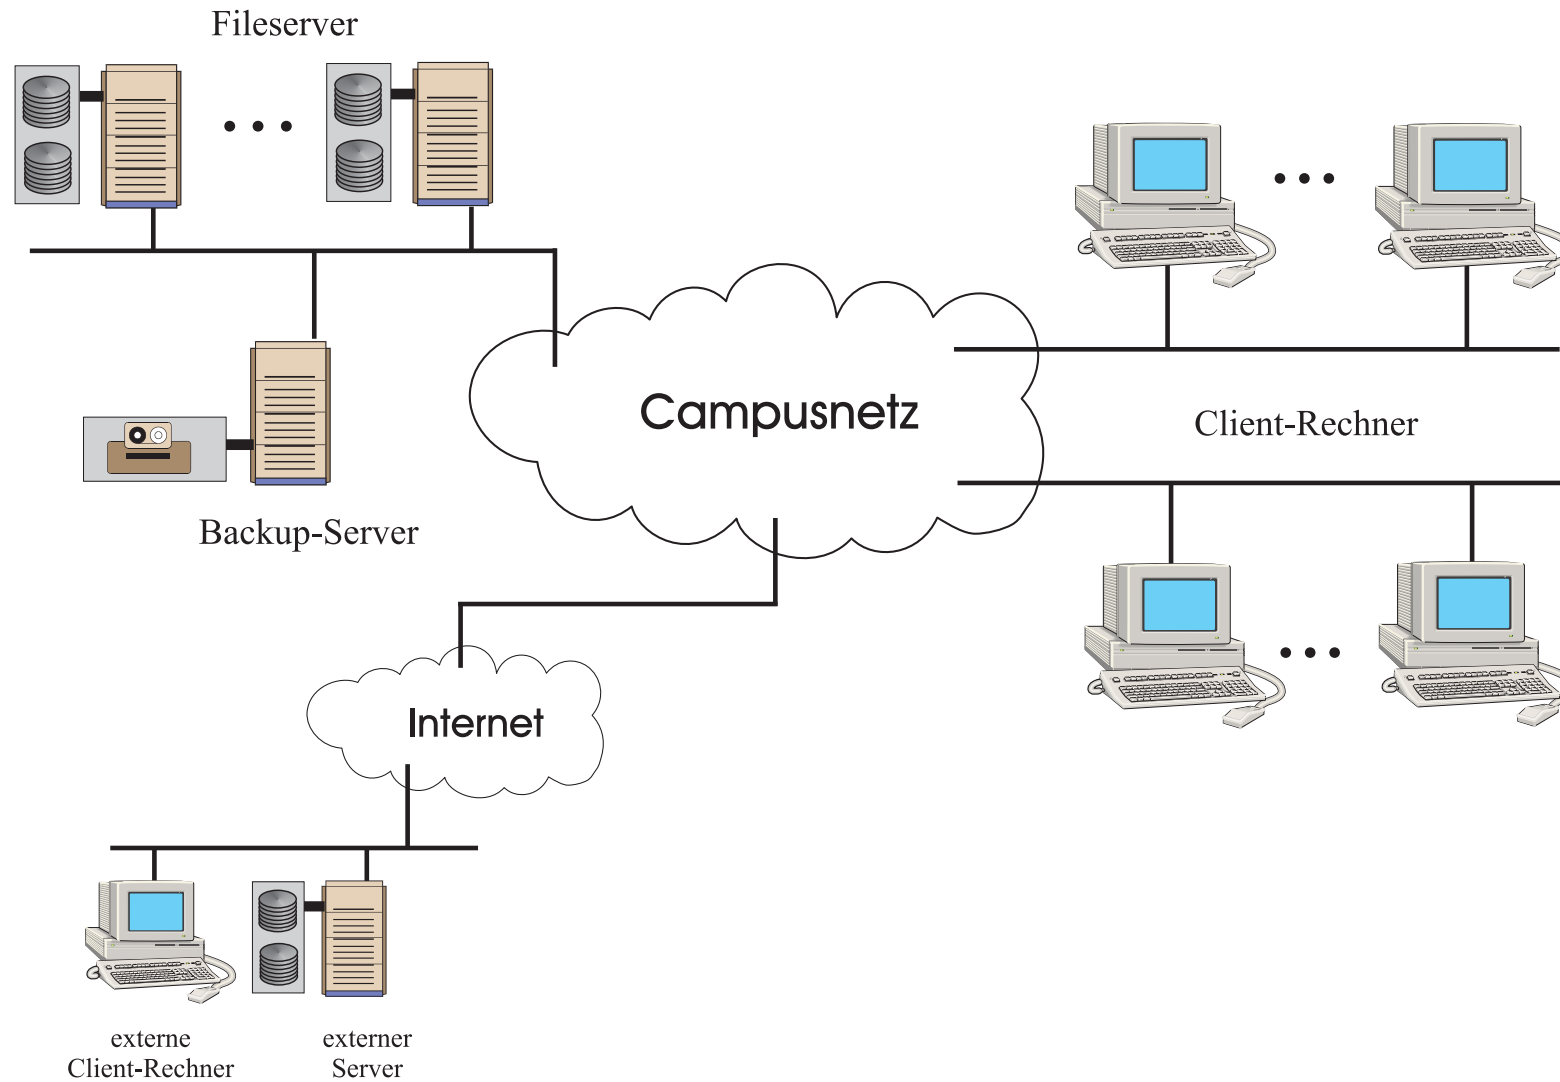 Fileserver
Campusnetz
Client-Rechner
Backup-Server
Internet
externe
Client-Rechner
externer
Server